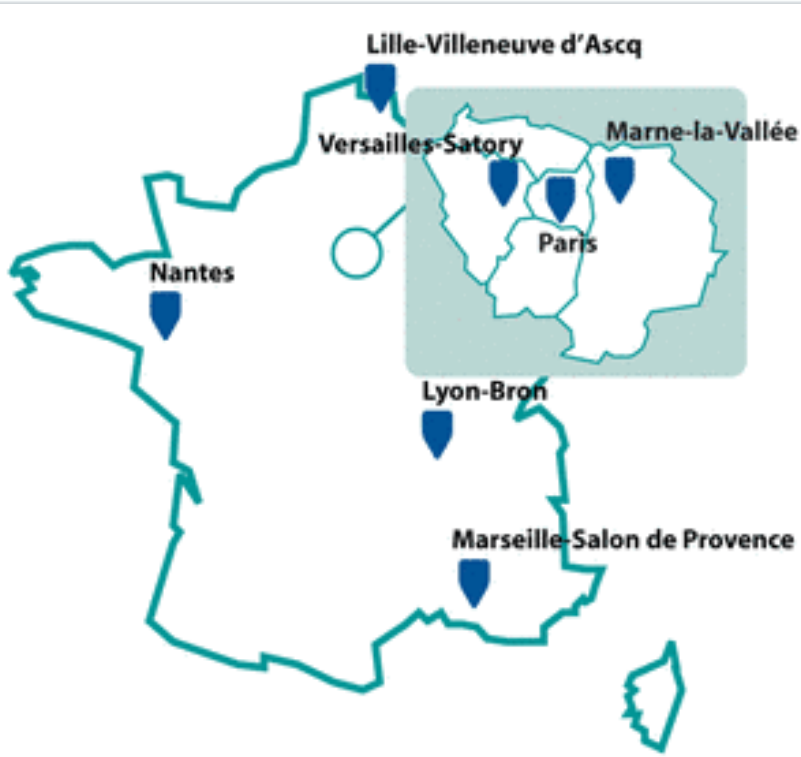 Lille-Villeneuve d’Ascq
Versailles-Satory
Marne-la-Vallée
Paris
Nantes
Lyon-Bron
Marseille-Salon de Provence